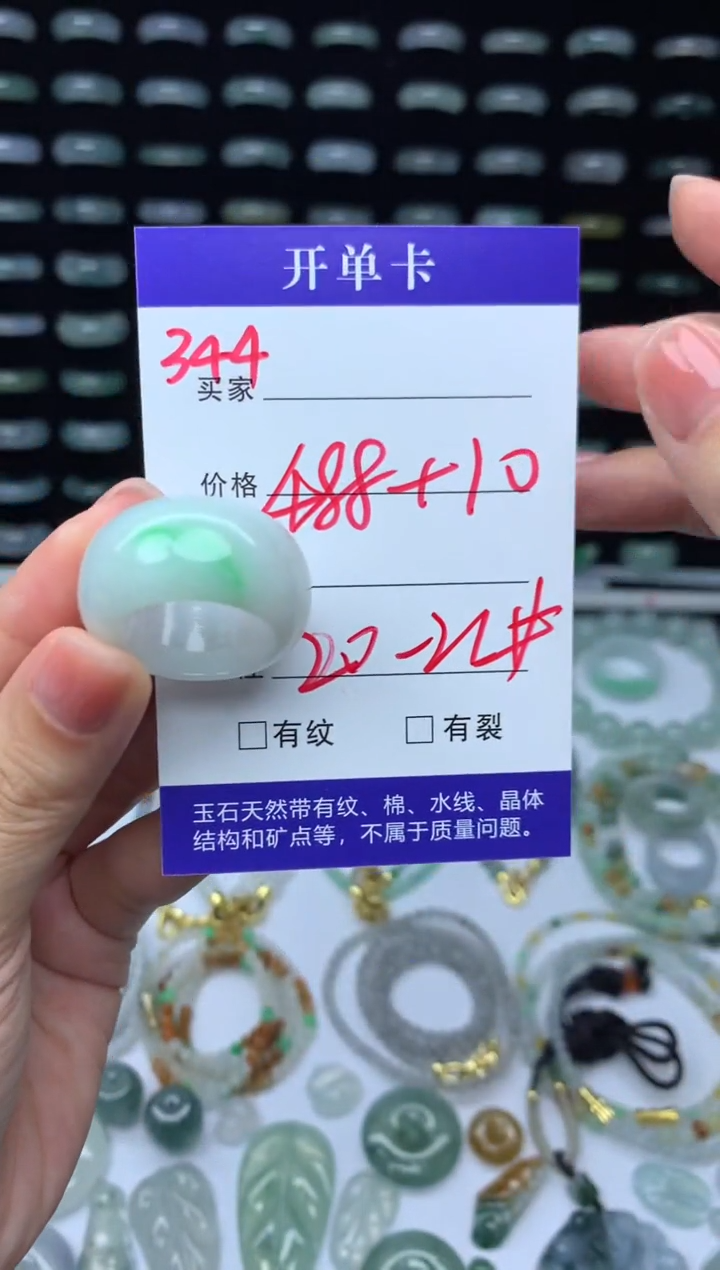 开单卡
344
买家
价格 488+10
20-22#
□有纹 □有裂
玉石天然带有纹、棉、水线、晶体
结构和矿点等，不属于质量问题。